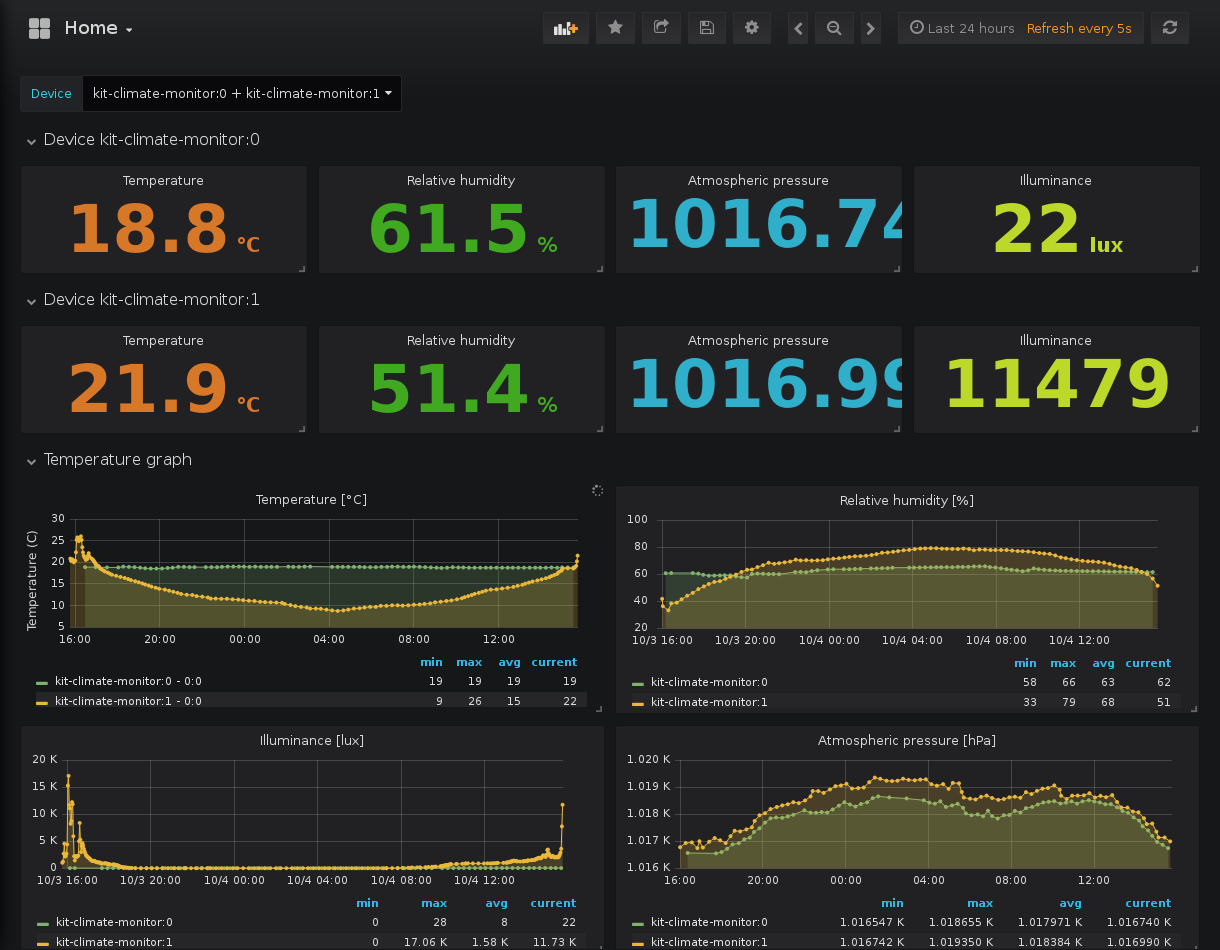 Home
Last 24 hours Refresh every 5s
Device kit-climate-monitor:0 + kit-climate-monitor:1
Device kit-climate-monitor:0
Temperature Relative humidity Atmospheric pressure Illuminance
18.8 °C 61.5 % 1016.74 22 lux
Device kit-climate-monitor:1
Temperature Relative humidity Atmospheric pressure Illuminance
21.9 °C 51.4 % 1016.99 11479
Temperature graph
Temperature [°C]
Temperature (C)
30
25
20
15
10
5
16:00 20:00 00:00 04:00 08:00 12:00
min max avg current
kit-climate-monitor:0 - 0:0 19 19 19 19
kit-climate-monitor:1 - 0:0 9 26 15 22
Relative humidity [%]
100
80
60
40
20
10/3 16:00 10/3 20:00 10/4 00:00 10/4 04:00 10/4 08:00 10/4 12:00
min max avg current
kit-climate-monitor:0 58 66 63 62
kit-climate-monitor:1 33 79 68 51
Illuminance [lux]
20 K
15 K
10 K
5 K
0
10/3 16:00 10/3 20:00 10/4 00:00 10/4 04:00 10/4 08:00 10/4 12:00
min max avg current
kit-climate-monitor:0 0 28 8 22
kit-climate-monitor:1 0 17.06 K 1.58 K 11.73 K
Atmospheric pressure [hPa]
1.020 K
1.019 K
1.018 K
1.017 K
1.016 K
16:00 20:00 00:00 04:00 08:00 12:00
min max avg current
kit-climate-monitor:0 1.016547 K 1.018655 K 1.017971 K 1.016740 K
kit-climate-monitor:1 1.016742 K 1.019350 K 1.018384 K 1.016990 K